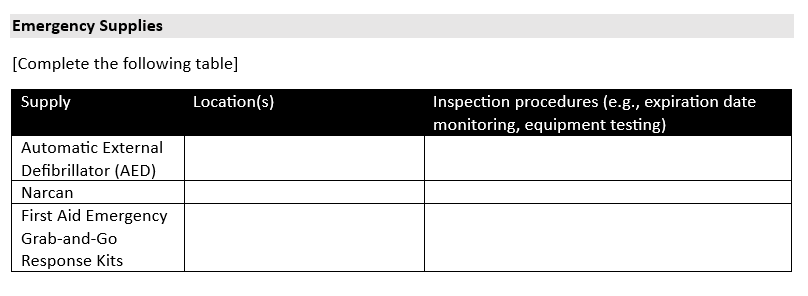 Emergency Supplies
[Complete the following table]
Supply Location(s) Inspection procedures (e.g., expiration date
monitoring, equipment testing)
Automatic External
Defibrillator (AED)
Narcan
First Aid Emergency
Grab-and-Go
Response Kits